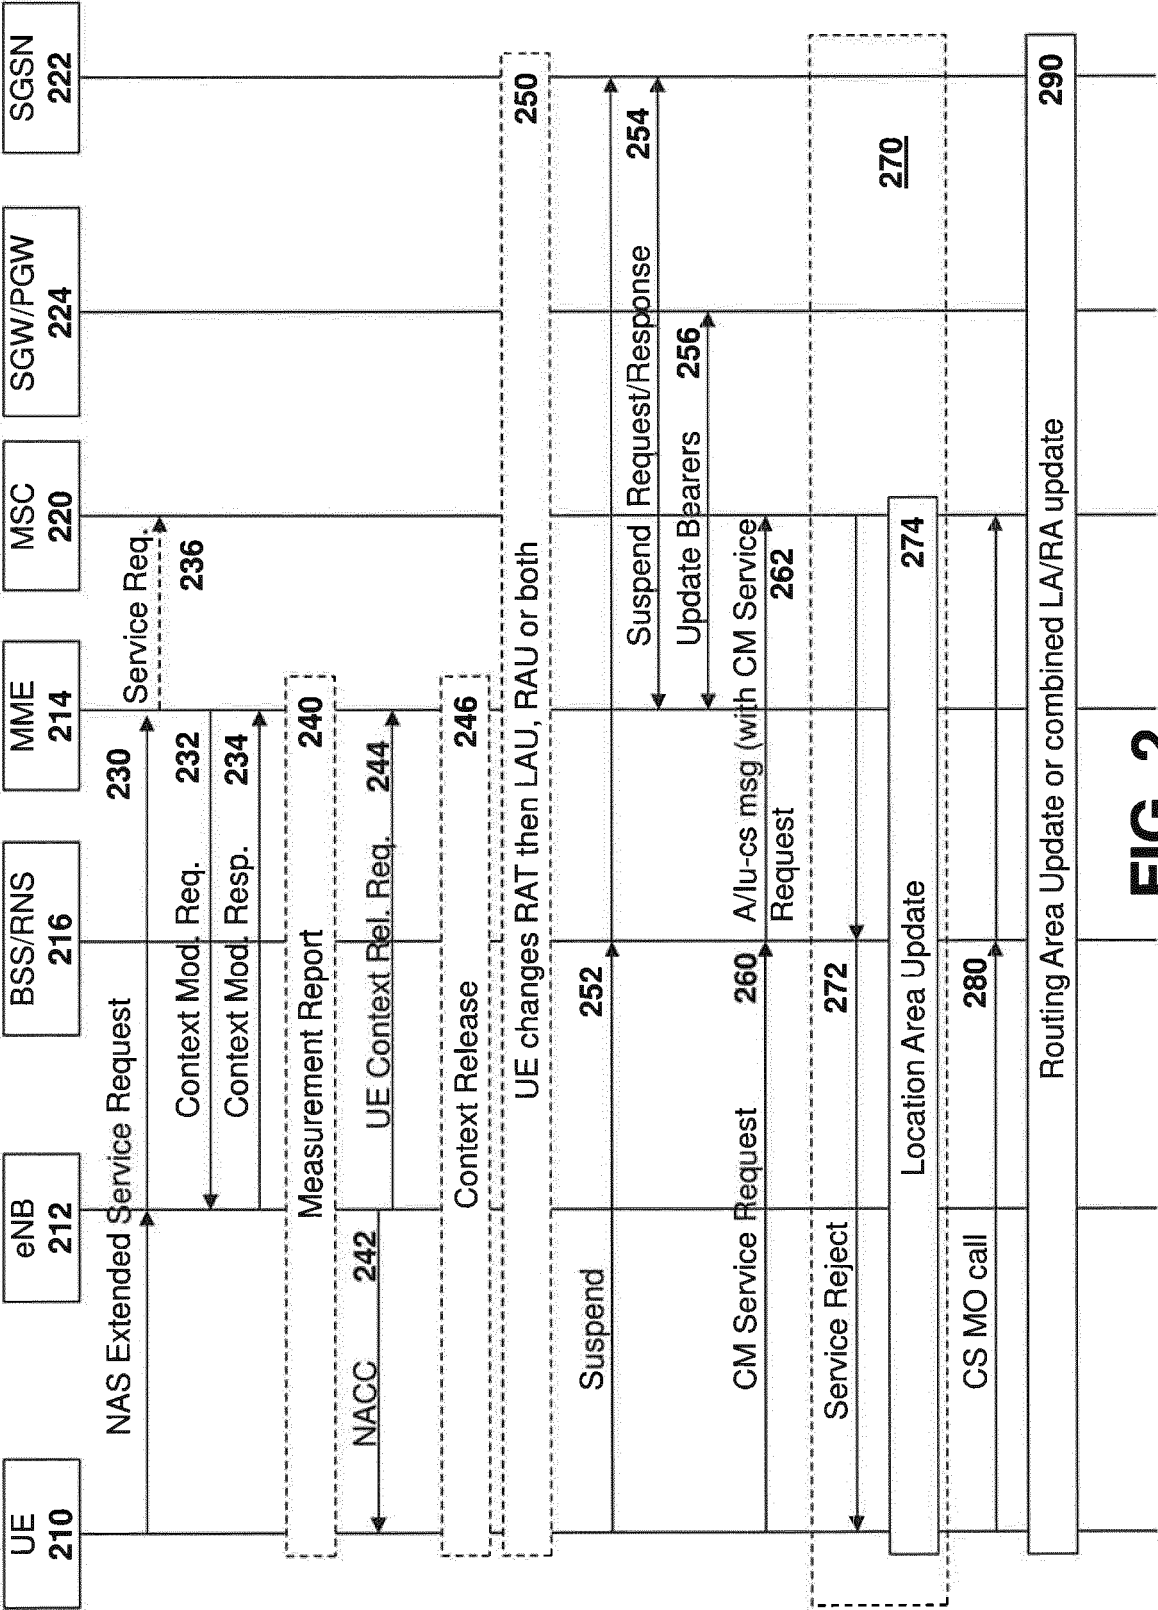 UE
210
eNB
212
BSS/RNS
216
MME
214
MSC
220
SGW/PGW
224
SGSN
222
NAS Extended Service Request
230
Service Req.
236
Context Mod. Req.
232
Context Mod. Resp.
234
Measurement Report
240
NACC
242
UE Context Rel. Req.
244
Context Release
246
UE changes RAT then LAU, RAU or both
250
Suspend
252
Suspend Request/Response
254
Update Bearers
256
CM Service Request
260
A/Iu-cs msg (with CM Service
Request
262
270
Service Reject
272
Location Area Update
274
CS MO call
280
Routing Area Update or combined LA/RA update
290
FIG. 2